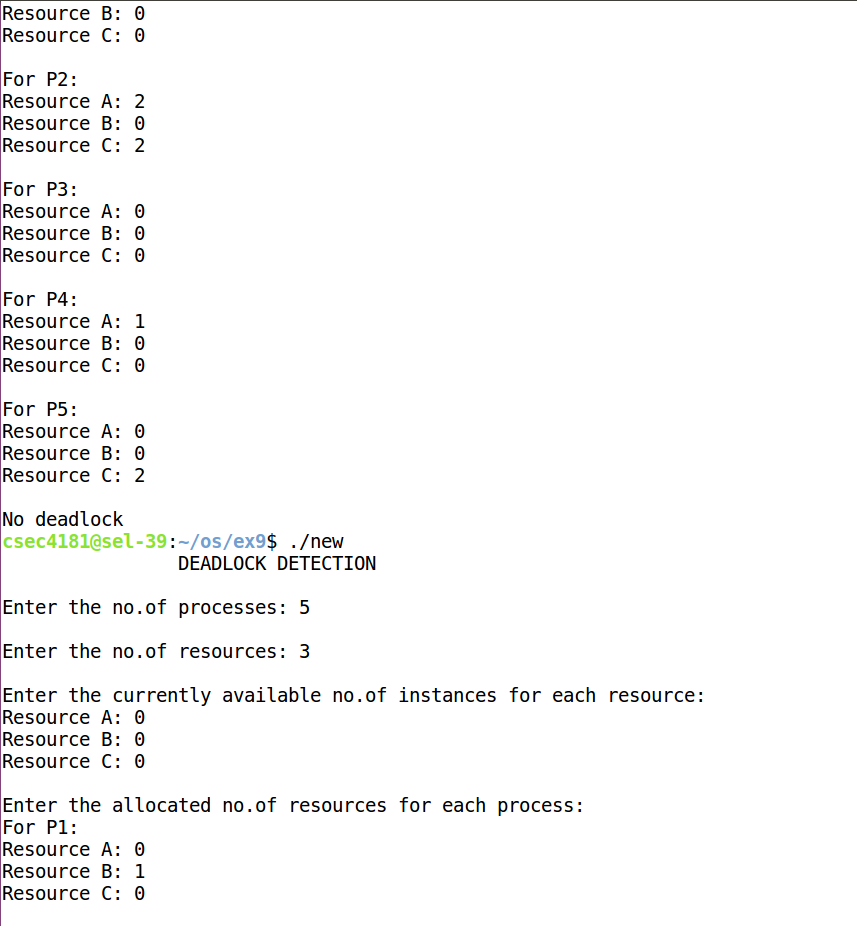 Resource B: 0
Resource C: 0
For P2:
Resource A: 2
Resource B: 0
Resource C: 2
For P3:
Resource A: 0
Resource B: 0
Resource C: 0
For P4:
Resource A: 1
Resource B: 0
Resource C: 0
For P5:
Resource A: 0
Resource B: 0
Resource C: 2
No deadlock
csec4181@sel-39:~/os/ex9$ ./new
DEADLOCK DETECTION
Enter the no.of processes: 5
Enter the no.of resources: 3
Enter the currently available no.of instances for each resource:
Resource A: 0
Resource B: 0
Resource C: 0
Enter the allocated no.of resources for each process:
For P1:
Resource A: 0
Resource B: 1
Resource C: 0